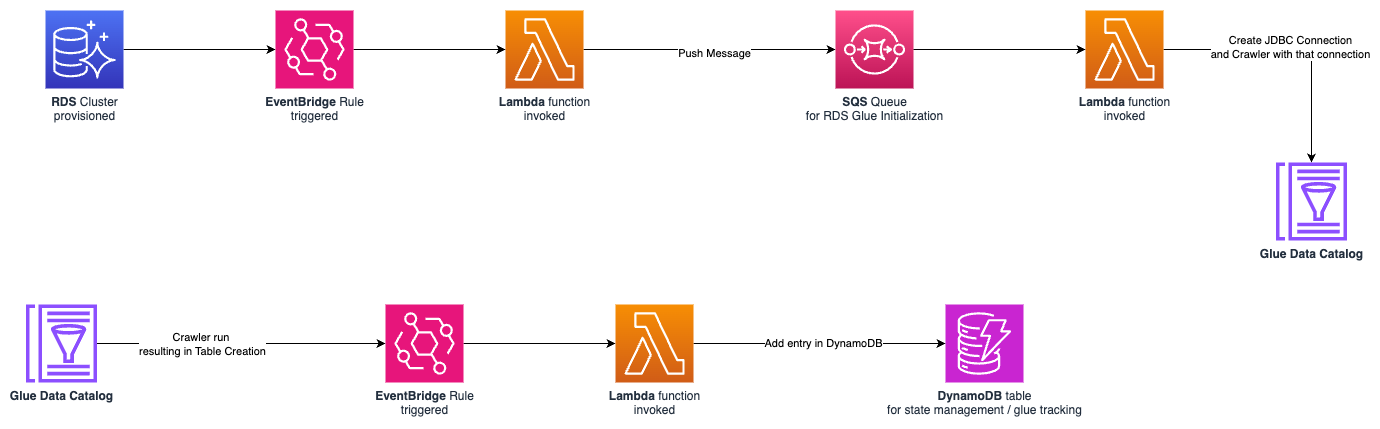 RDS Cluster
provisioned
EventBridge Rule
triggered
Lambda function
invoked
Push Message
SQS Queue
for RDS Glue Initialization
Lambda function
invoked
Create JDBC Connection
and Crawler with that connection
Glue Data Catalog
Glue Data Catalog
Crawler run
resulting in Table Creation
EventBridge Rule
triggered
Lambda function
invoked
Add entry in DynamoDB
DynamoDB table
for state management / glue tracking